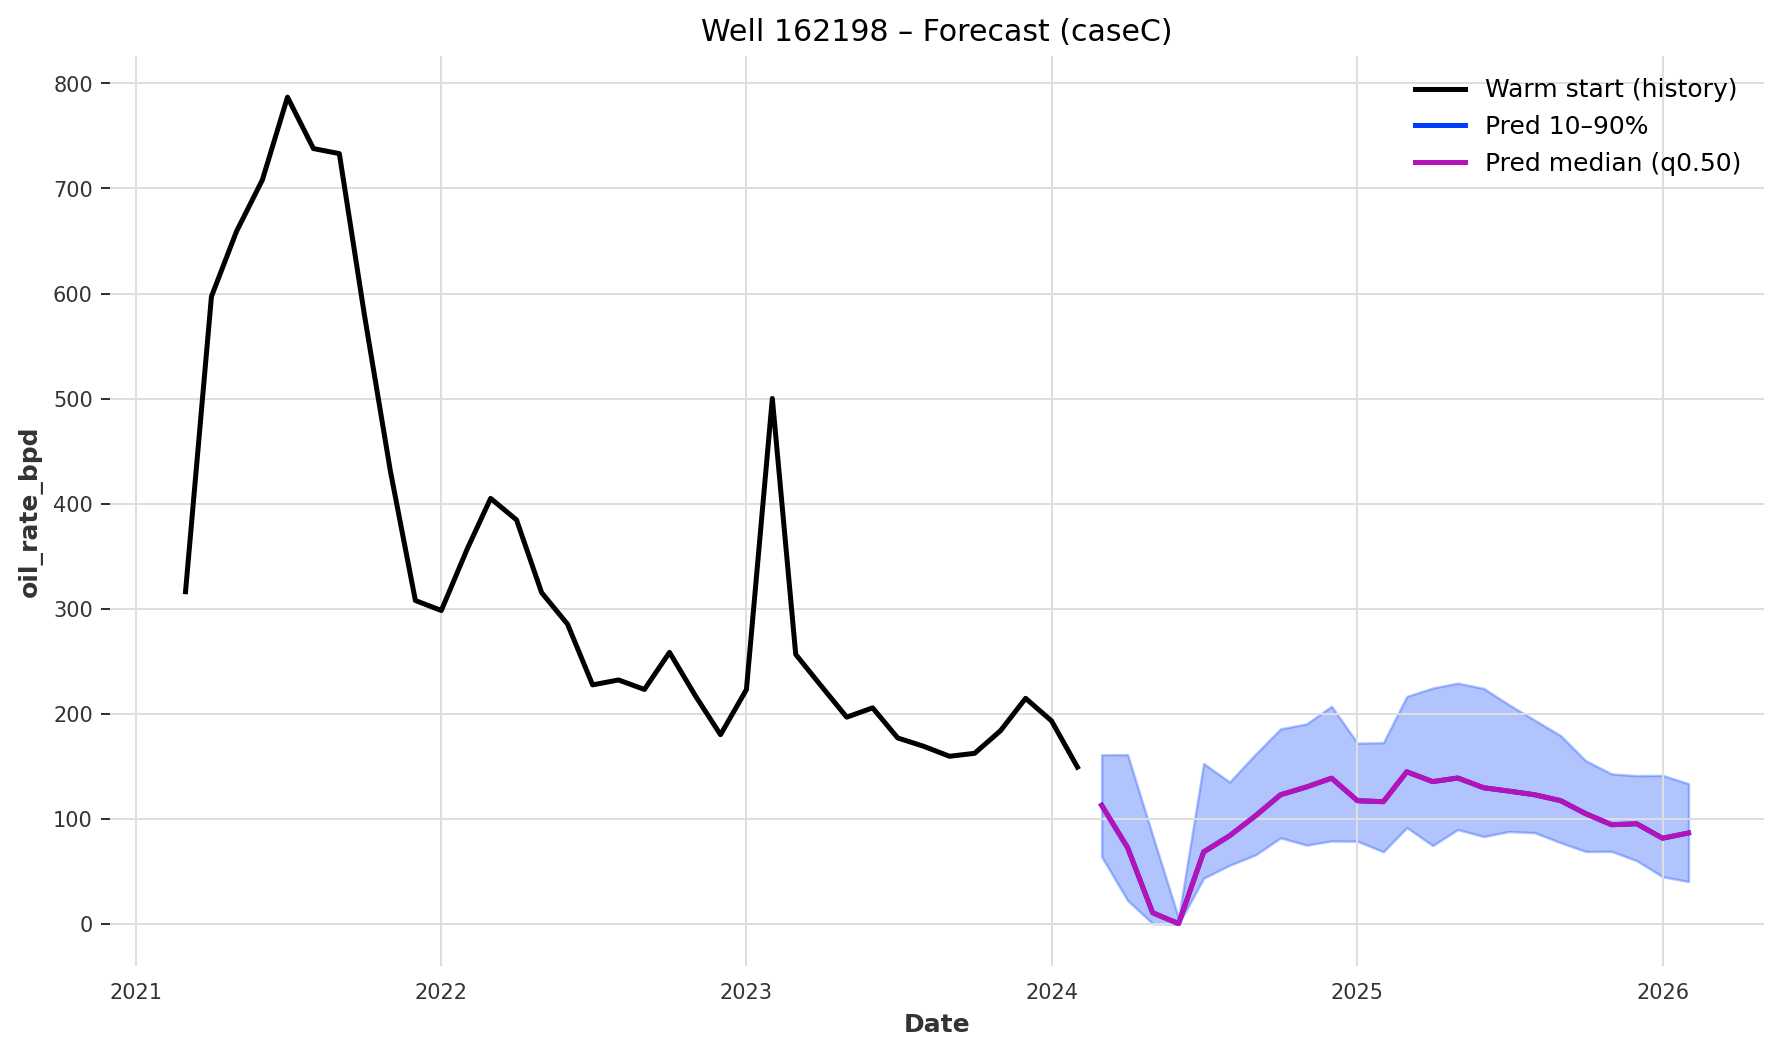 Well 162198 – Forecast (caseC)
Warm start (history)
Pred 10–90%
Pred median (q0.50)
oil_rate_bpd
800
700
600
500
400
300
200
100
0
2021
2022
2023
2024
2025
2026
Date